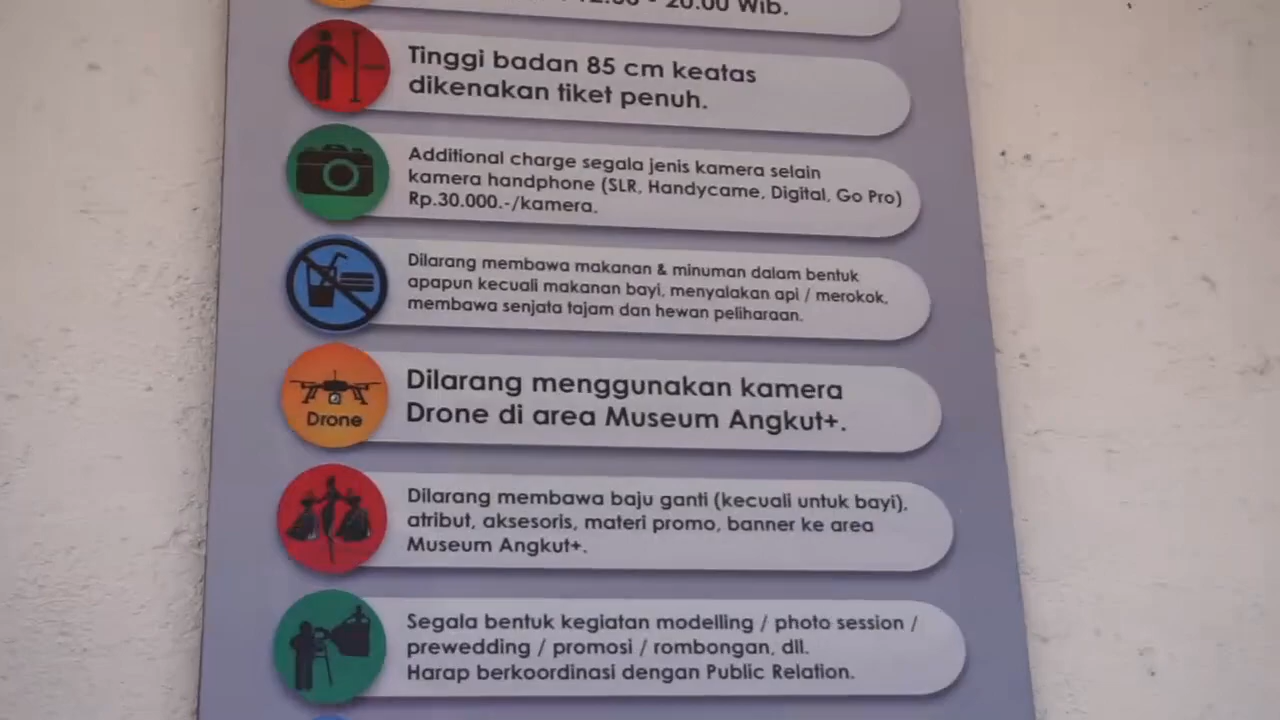 20.00 Wib.
Tinggi badan 85 cm keatas
dikenakan tiket penuh.
Additional charge segala jenis kamera selain
kamera handphone (SLR, Handycame, Digital, Go Pro)
Rp.30.000.-/kamera.
Dilarang membawa makanan & minuman dalam bentuk
apapun kecuali makanan bayi, menyalakan api / merokok,
membawa senjata tajam dan hewan peliharaan.
Dilarang menggunakan kamera
Drone di area Museum Angkut+.
Drone
Dilarang membawa baju ganti (kecuali untuk bayi),
atribut, aksesoris, materi promo, banner ke area
Museum Angkut+.
Segala bentuk kegiatan modelling / photo session /
prewedding / promosi / rombongan, dll.
Harap berkoordinasi dengan Public Relation.